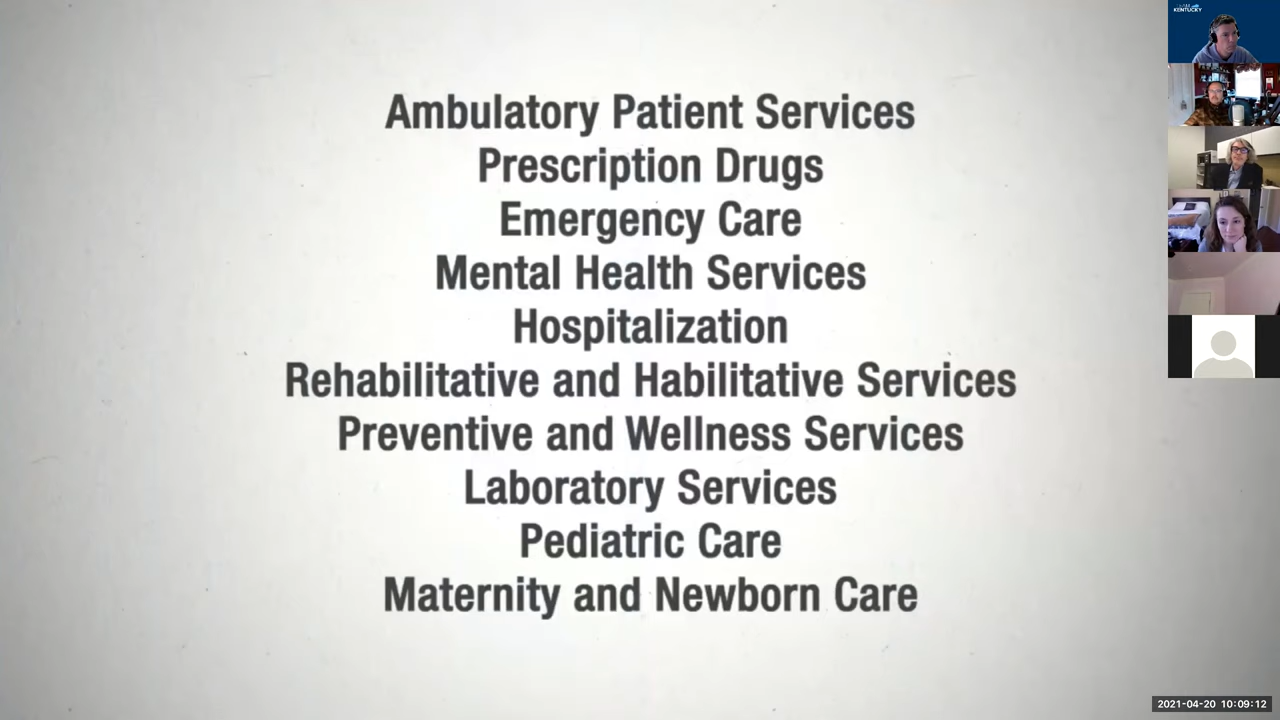 Ambulatory Patient Services
Prescription Drugs
Emergency Care
Mental Health Services
Hospitalization
Rehabilitative and Habilitative Services
Preventive and Wellness Services
Laboratory Services
Pediatric Care
Maternity and Newborn Care
KENTUCKY
2021-04-20 10:09:12